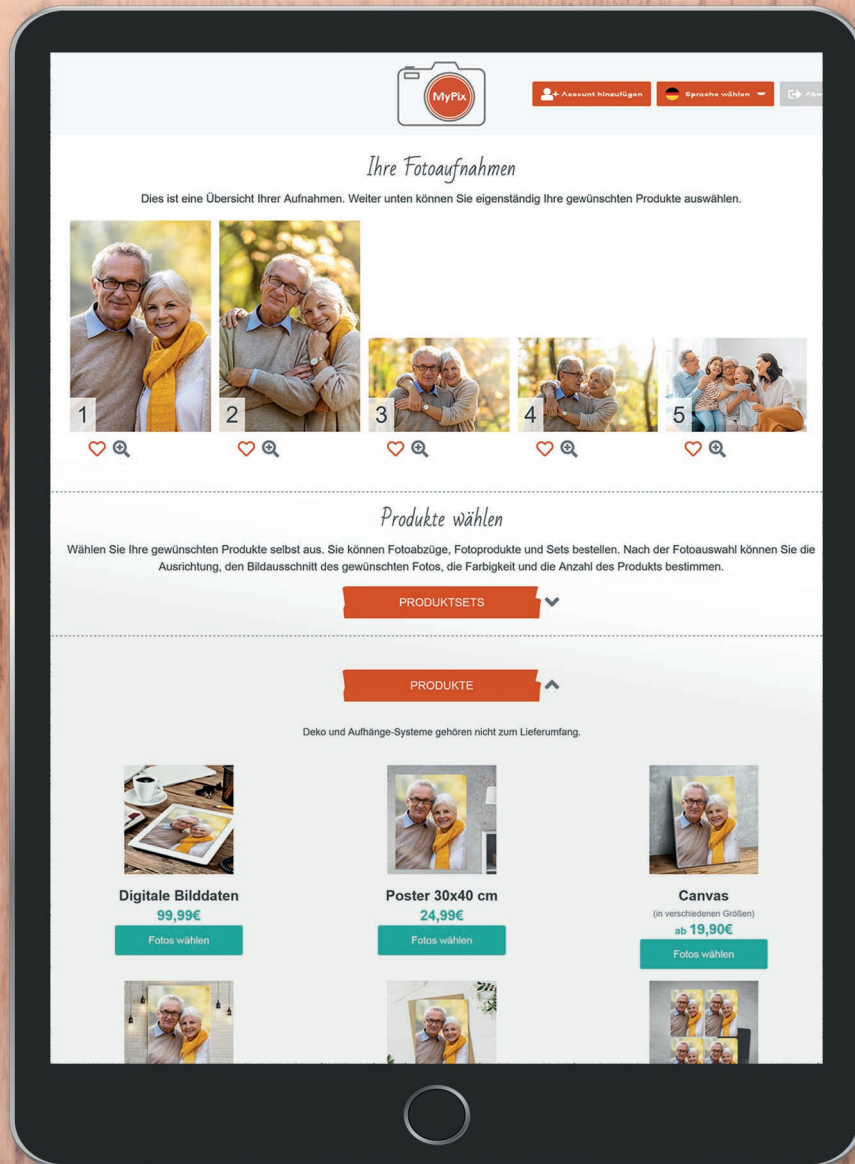 MyPix
Account hinzufügen
Sprache wählen
Ihre Fotoaufnahmen
Dies ist eine Übersicht Ihrer Aufnahmen. Weiter unten können Sie eigenständig Ihre gewünschten Produkte auswählen.
1
2
3
4
5
Produkte wählen
Wählen Sie Ihre gewünschten Produkte selbst aus. Sie können Fotoabzüge, Fotoprodukte und Sets bestellen. Nach der Fotoauswahl können Sie die
Ausrichtung, den Bildausschnitt des gewünschten Fotos, die Farbigkeit und die Anzahl des Produkts bestimmen.
PRODUKTSETS
PRODUKTE
Deko und Aufhänge-Systeme gehören nicht zum Lieferumfang.
Digitale Bilddaten
99,99€
Fotos wählen
Poster 30x40 cm
24,99€
Fotos wählen
Canvas
(in verschiedenen Größen)
ab 19,90€
Fotos wählen